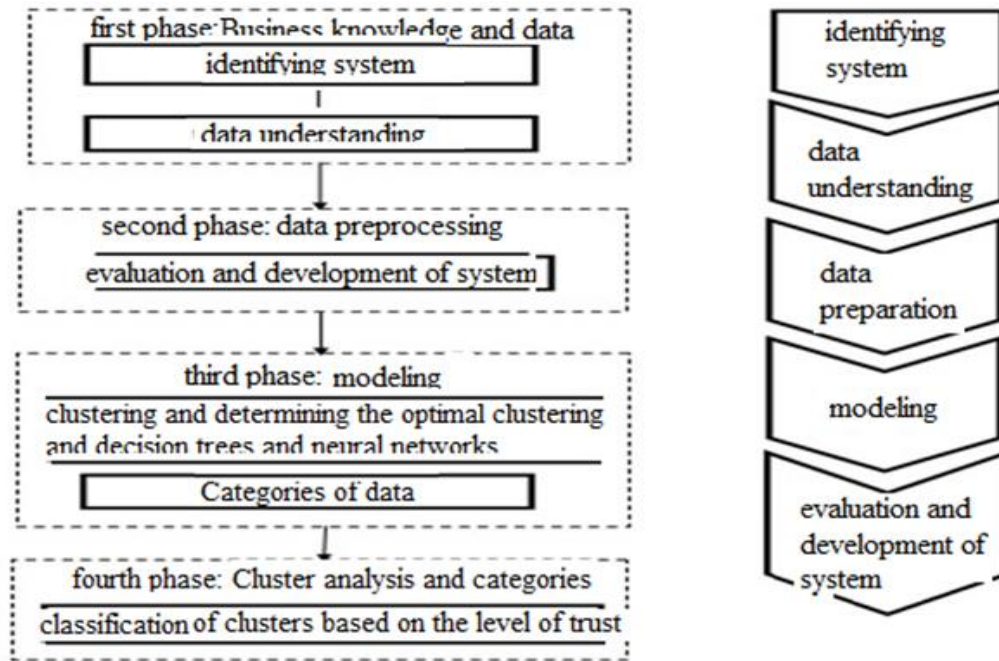 first phase: Business knowledge and data
identifying system
data understanding
second phase: data preprocessing
evaluation and development of system
third phase: modeling
clustering and determining the optimal clustering
and decision trees and neural networks
Categories of data
fourth phase: Cluster analysis and categories
classification of clusters based on the level of trust
identifying
system
data
understanding
data
preparation
modeling
evaluation and
development of
system